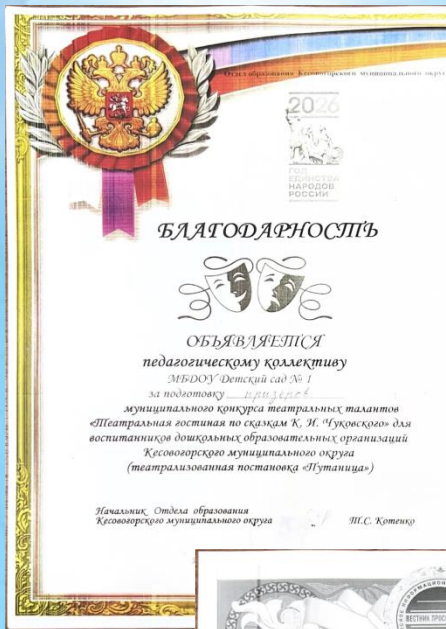 Отдел образования Кесовогорского муниципального округа
2026
ГОД
ЕДИНСТВА
НАРОДОВ
РОССИИ
БЛАГОДАРНОСТЬ
ОБЪЯВЛЯЕТСЯ
педагогическому коллективу
МБДОУ Детский сад № 1
за подготовку призеров
муниципального конкурса театральных талантов
«Театральная гостиная по сказкам К. И. Чуковского» для
воспитанников дошкольных образовательных организаций
Кесовогорского муниципального округа
(театрализованная постановка «Путаница»)
Начальник Отдела образования
Кесовогорского муниципального округа Т.С. Котенко
ВЕСТНИК